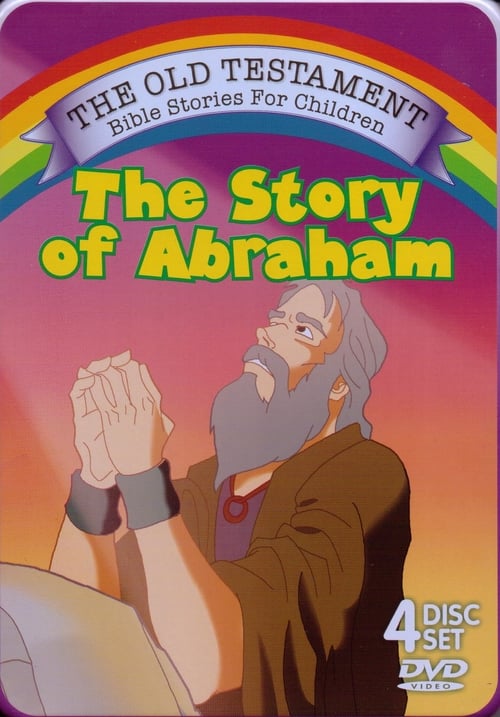 THE OLD TESTAMENT
Bible Stories For Children
The Story
of Abraham
4 DISC
SET
DVD
VIDEO